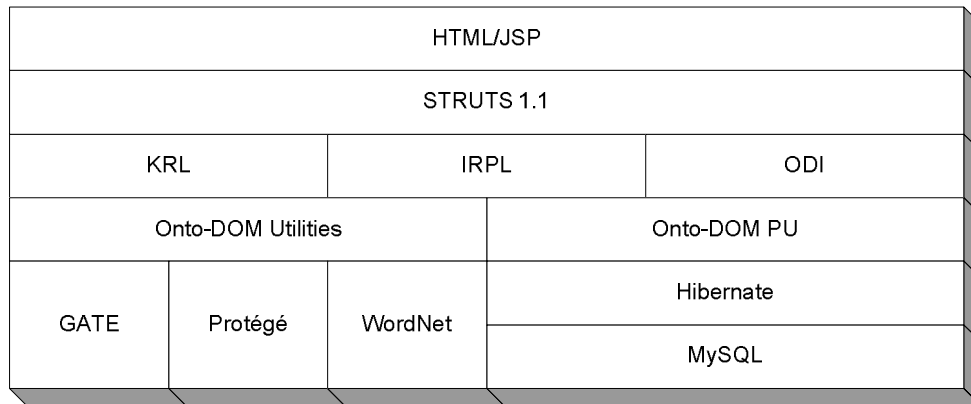 HTML/JSP
STRUTS 1.1
KRL
IRPL
ODI
Onto-DOM Utilities
Onto-DOM PU
GATE
Protégé
WordNet
Hibernate
MySQL